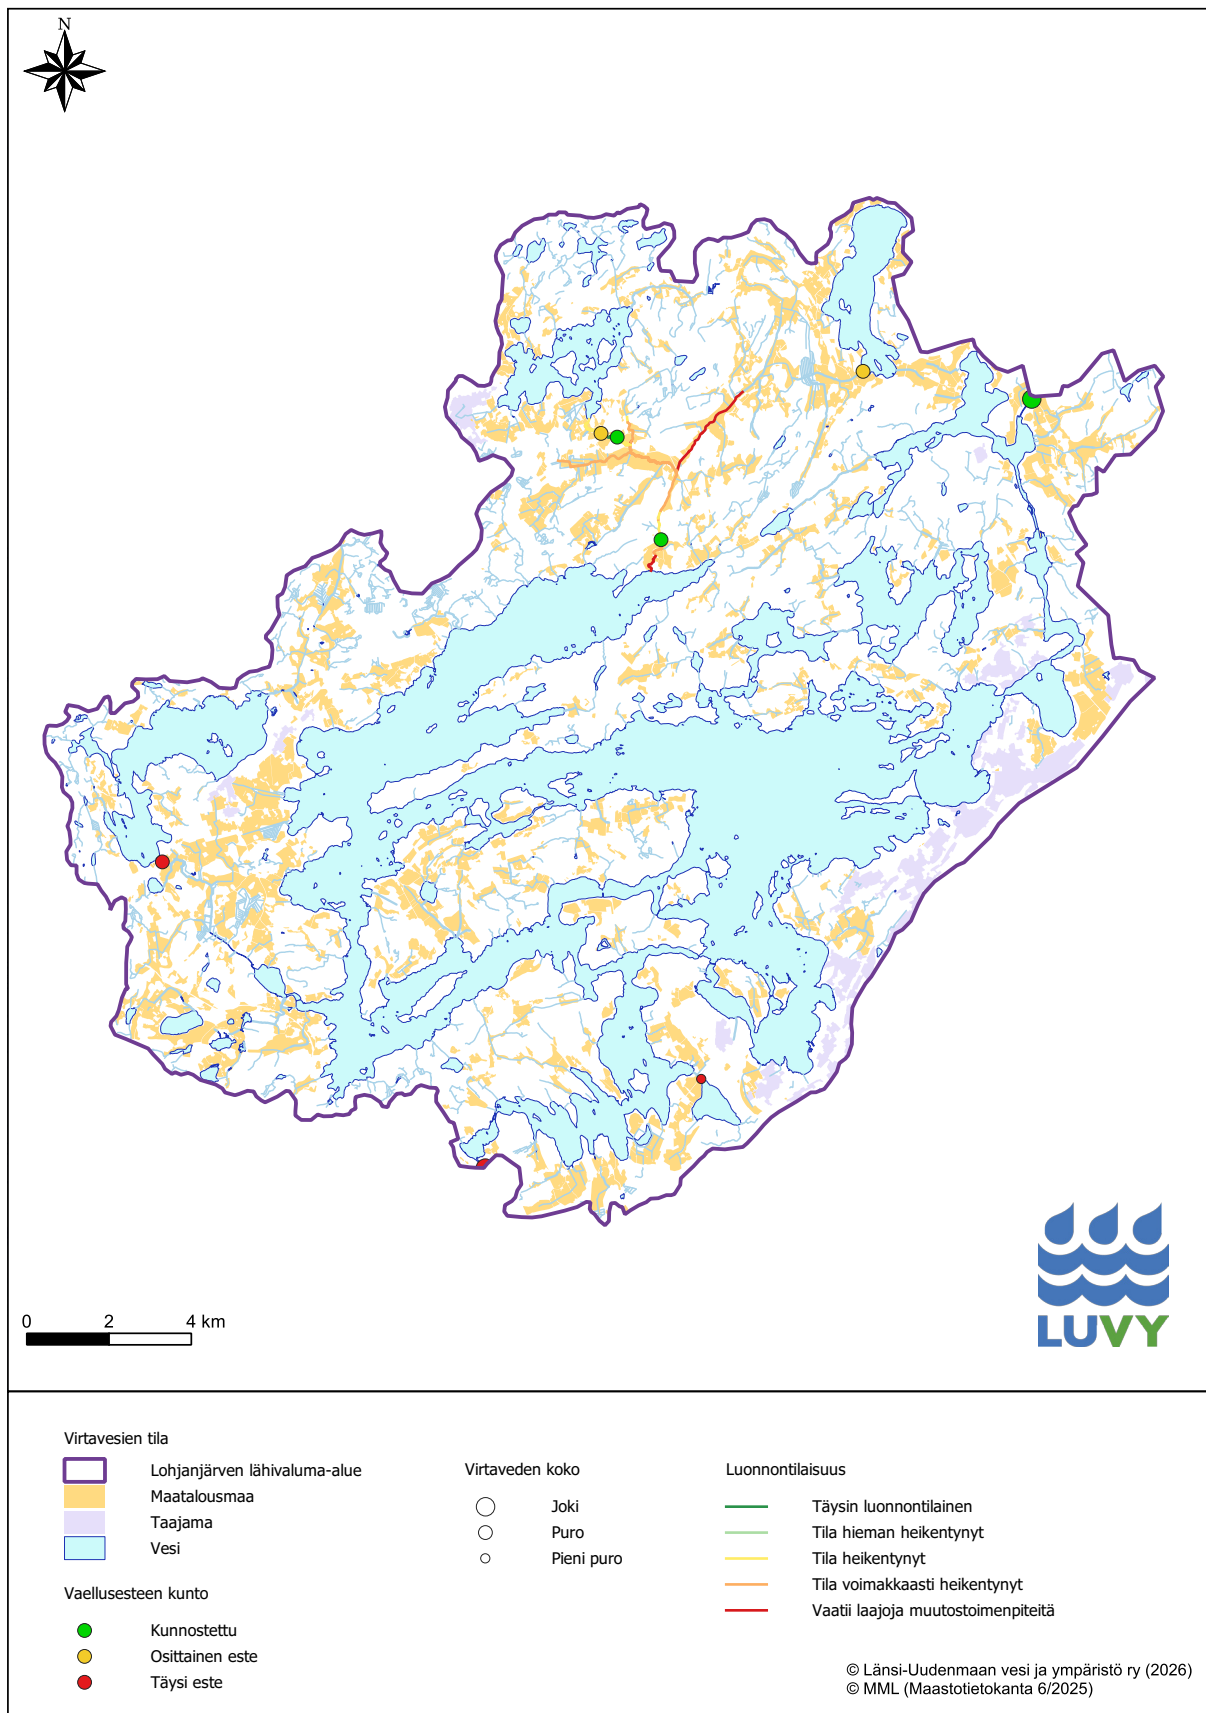 N
0 2 4 km
LUVY
Virtavesien tila
Lohjanjärven lähivaluma-alue
Maatalousmaa
Taajama
Vesi
Vaellusesteen kunto
Kunnostettu
Osittainen este
Täysi este
Virtaveden koko
Joki
Puro
Pieni puro
Luonnontilaisuus
Täysin luonnontilainen
Tila hieman heikentynyt
Tila heikentynyt
Tila voimakkaasti heikentynyt
Vaatii laajoja muutostoimenpiteitä
© Länsi-Uudenmaan vesi ja ympäristö ry (2026)
© MML (Maastotietokanta 6/2025)